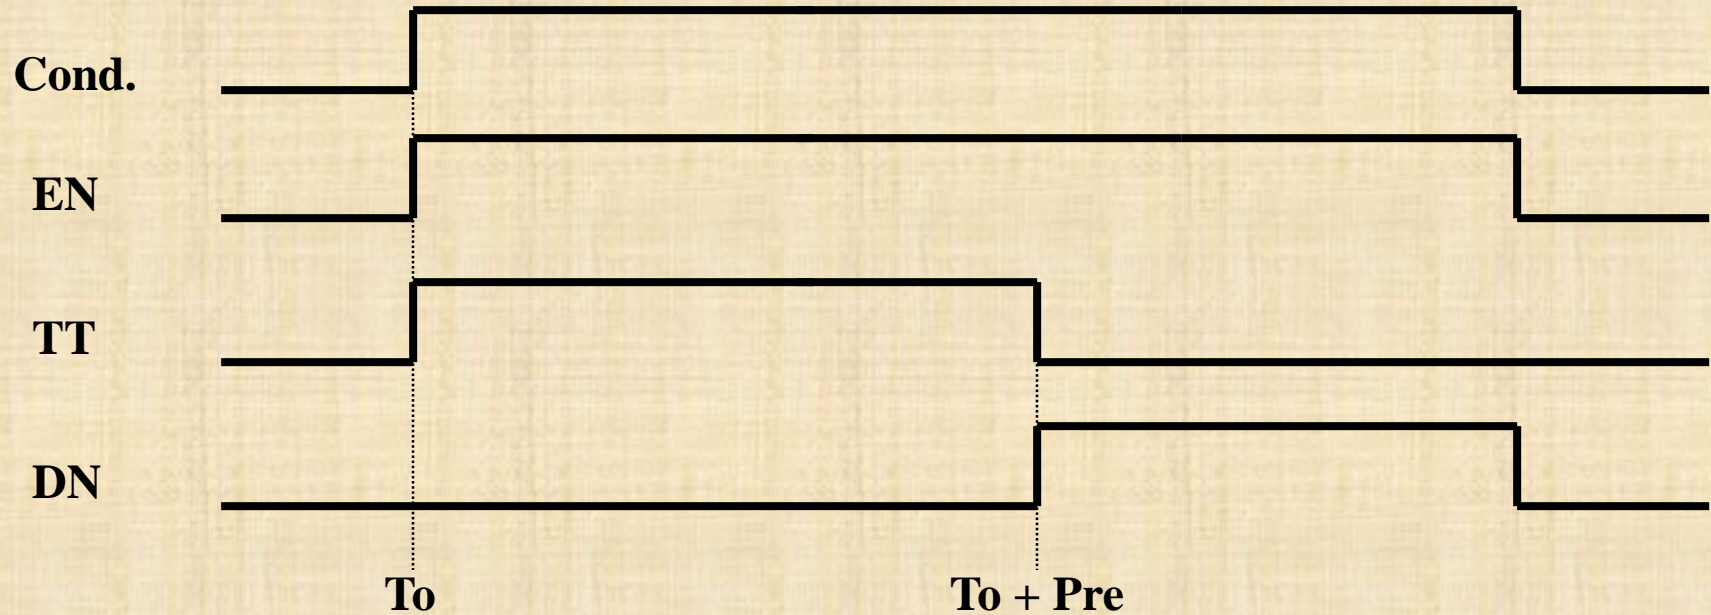 Cond.
EN
TT
DN
To
To + Pre